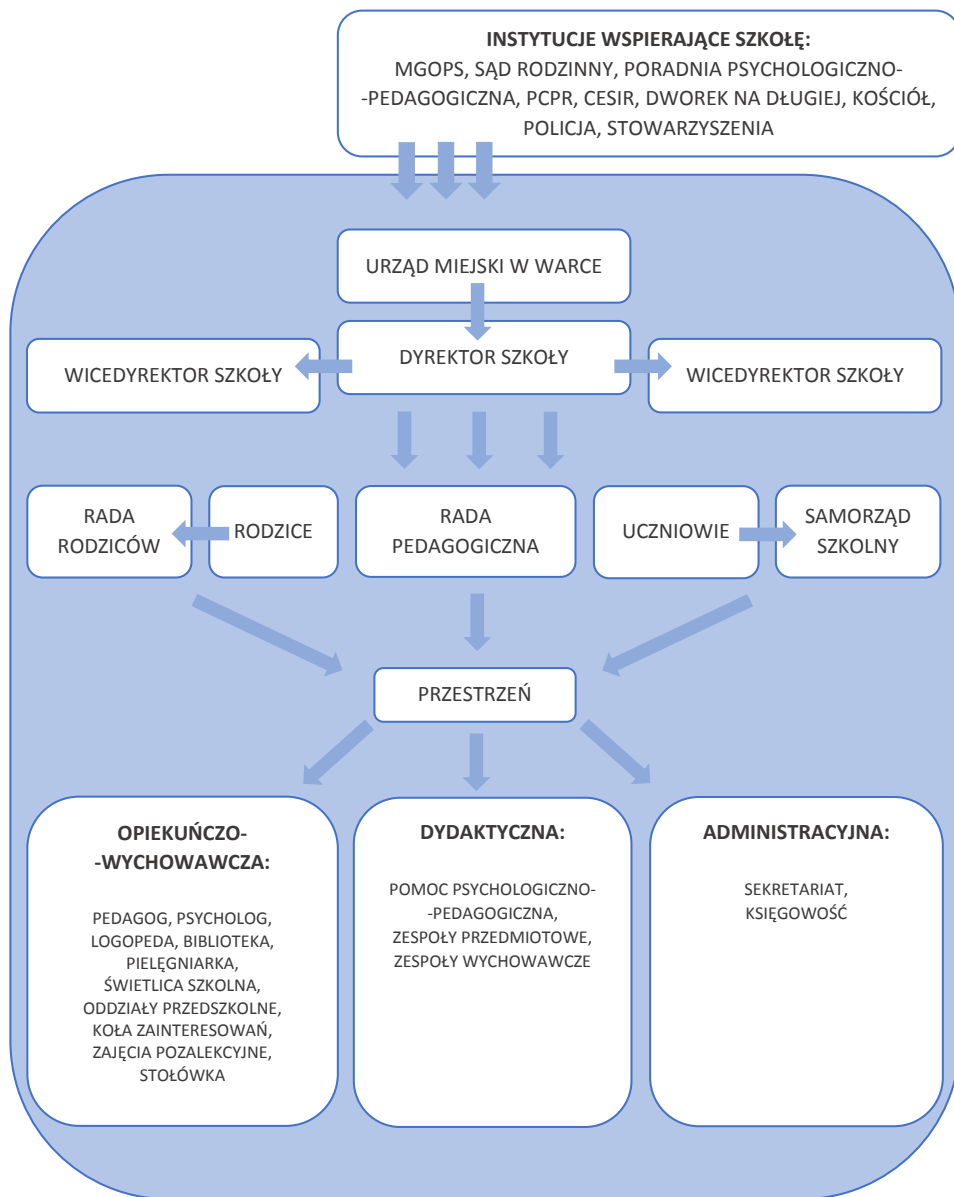 INSTYTUCJE WSPIERAJĄCE SZKOŁĘ:
MGOPS, SĄD RODZINNY, PORADNIA PSYCHOLOGICZNO-
-PEDAGOGICZNA, PCPR, CESIR, DWOREK NA DŁUGIEJ, KOŚCIÓŁ,
POLICJA, STOWARZYSZENIA
URZĄD MIEJSKI W WARCE
DYREKTOR SZKOŁY
WICEDYREKTOR SZKOŁY
WICEDYREKTOR SZKOŁY
RADA
RODZICÓW
RODZICE
RADA
PEDAGOGICZNA
UCZNIOWIE
SAMORZĄD
SZKOLNY
PRZESTRZEŃ
OPIEKUŃCZO-
-WYCHOWAWCZA:
PEDAGOG, PSYCHOLOG,
LOGOPEDA, BIBLIOTEKA,
PIELĘGNIARKA,
ŚWIETLICA SZKOLNA,
ODDZIAŁY PRZEDSZKOLNE,
KOŁA ZAINTERESOWAŃ,
ZAJĘCIA POZALEKCYJNE,
STOŁÓWKA
DYDAKTYCZNA:
POMOC PSYCHOLOGICZNO-
-PEDAGOGICZNA,
ZESPOŁY PRZEDMIOTOWE,
ZESPOŁY WYCHOWAWCZE
ADMINISTRACYJNA:
SEKRETARIAT,
KSIĘGOWOŚĆ